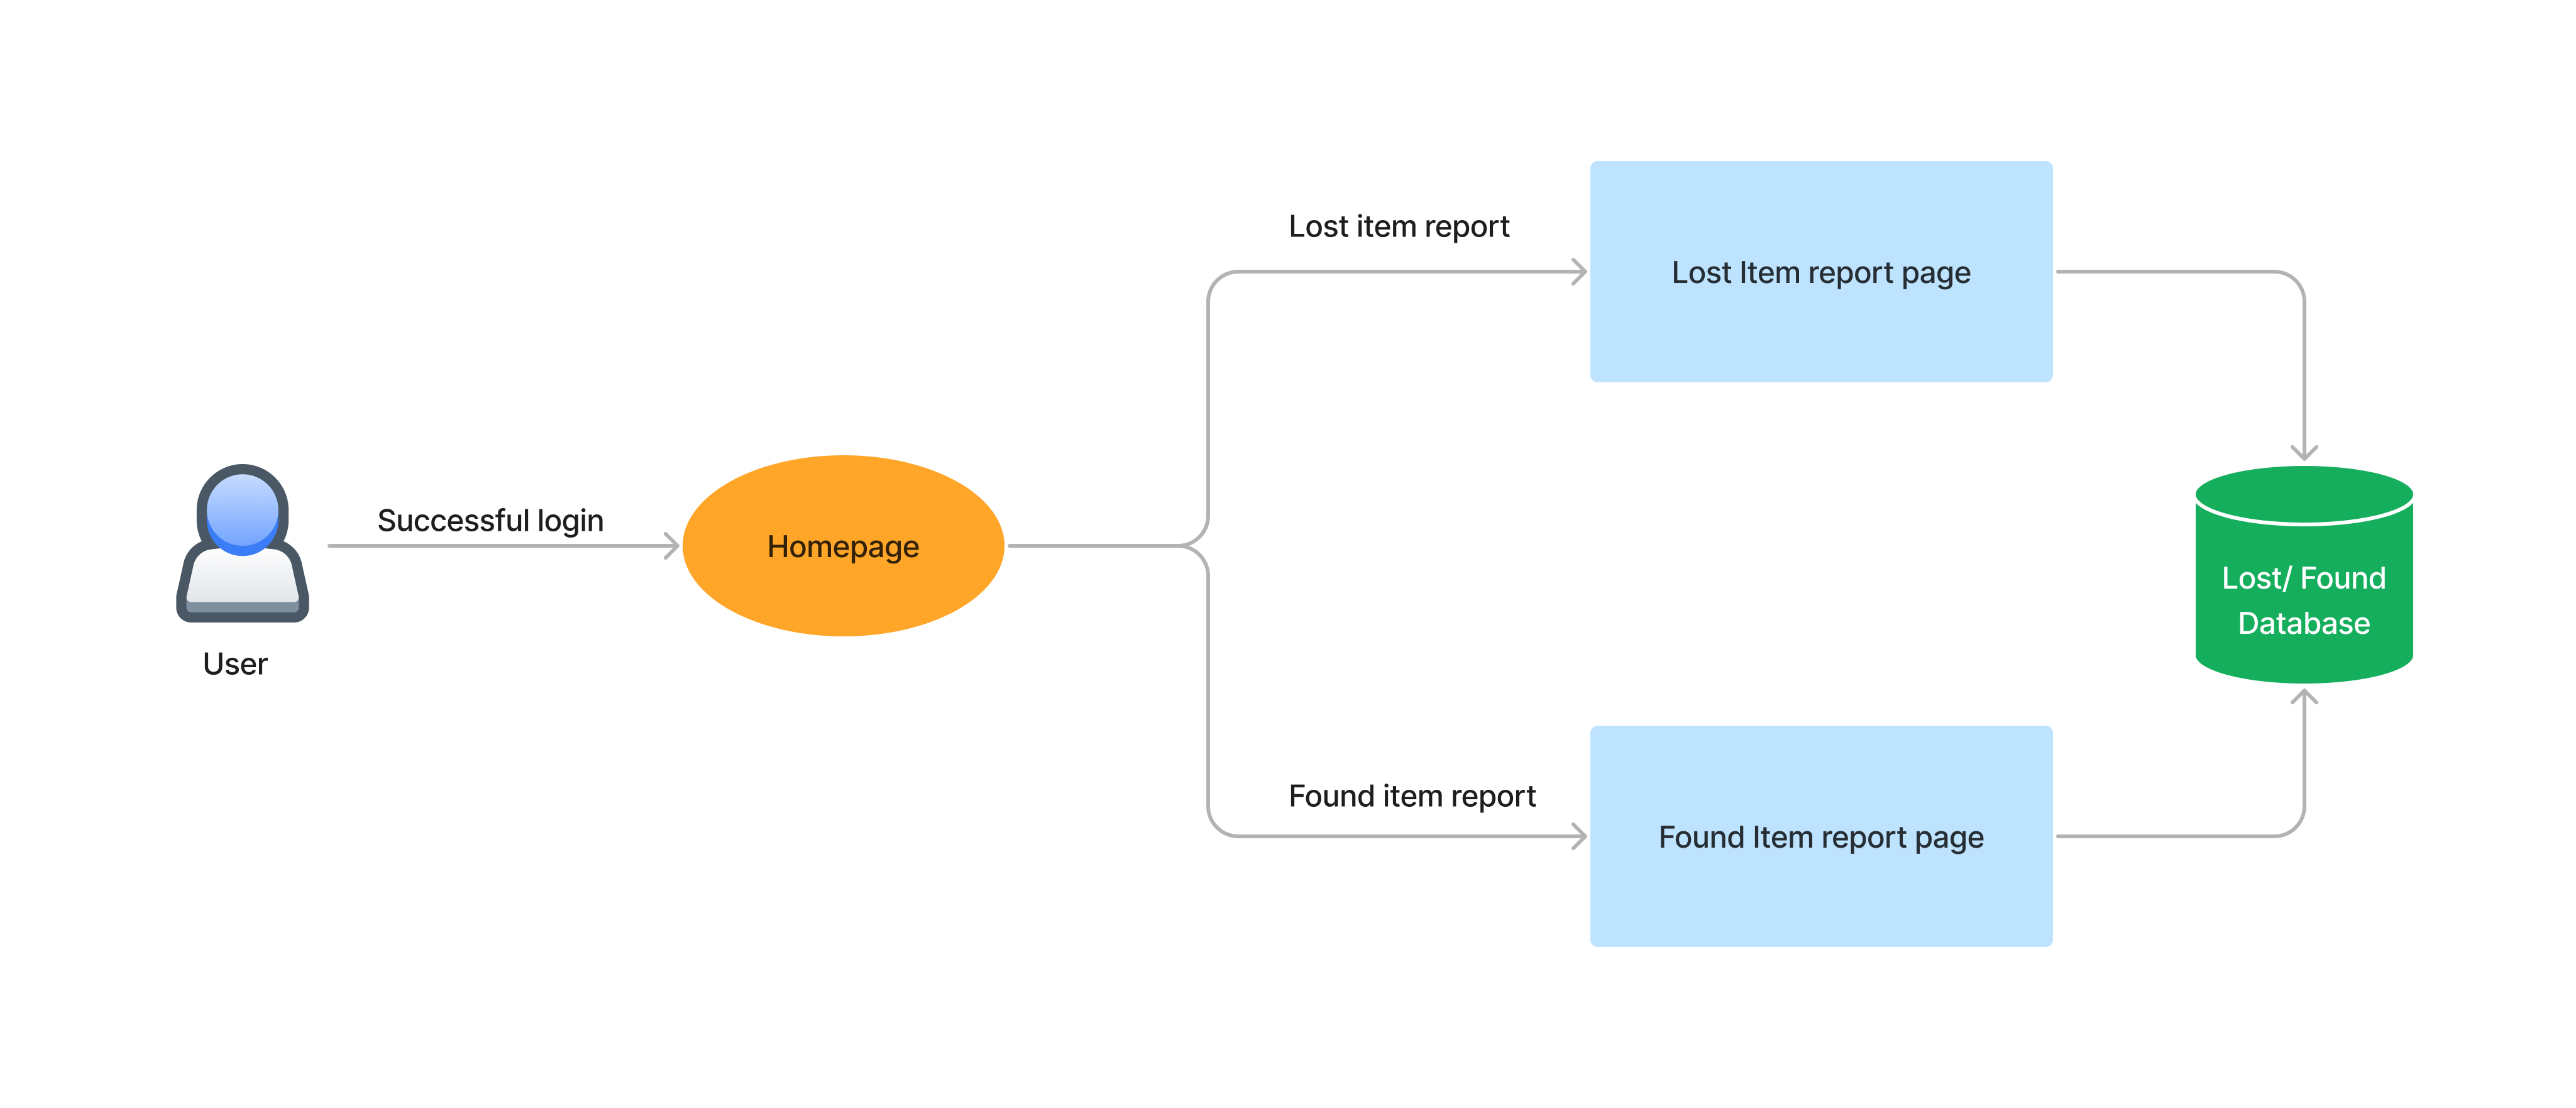 User
Successful login
Homepage
Lost item report
Lost Item report page
Found item report
Found Item report page
Lost/ Found
Database